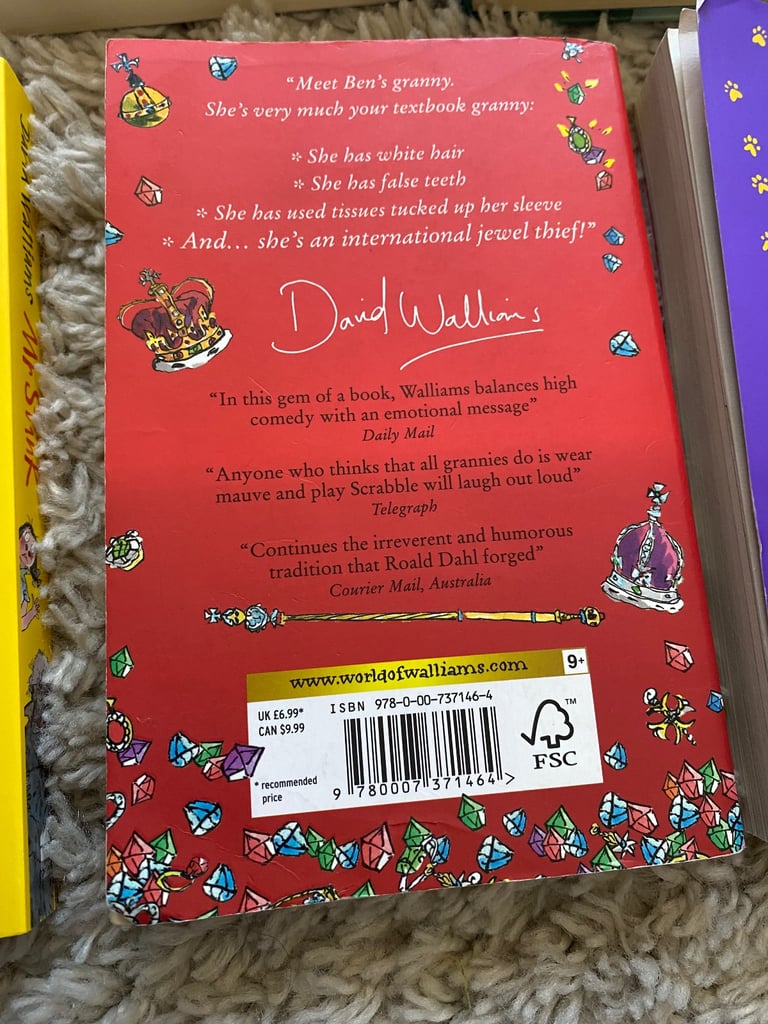 David Walliams Mr Stink
“Meet Ben's granny.
She's very much your textbook granny:
* She has white hair
* She has false teeth
* She has used tissues tucked up her sleeve
* And... she's an international jewel thief!”
David Walliams
“In this gem of a book, Walliams balances high
comedy with an emotional message”
Daily Mail
“Anyone who thinks that all grannies do is wear
mauve and play Scrabble will laugh out loud”
Telegraph
“Continues the irreverent and humorous
tradition that Roald Dahl forged”
Courier Mail, Australia
www.worldofwalliams.com
9+
UK £6.99*
CAN $9.99
* recommended
price
ISBN 978-0-00-737146-4
9 780007 371464 >
TM
FSC